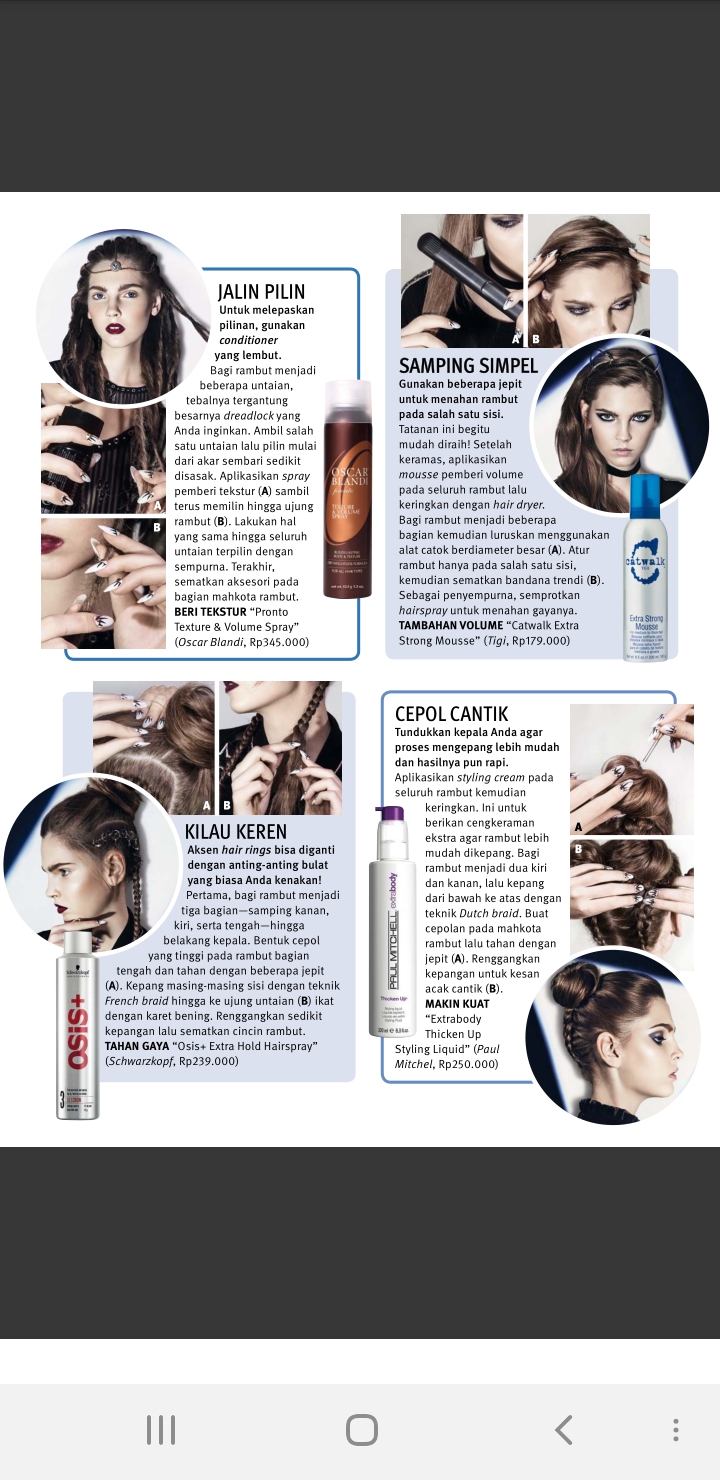 JALIN PILIN
Untuk melepaskan
pilinan, gunakan
conditioner
yang lembut.
Bagi rambut menjadi
beberapa untaian,
tebalnya tergantung
besarnya dreadlock yang
Anda inginkan. Ambil salah
satu untaian lalu pilin mulai
dari akar sembari sedikit
disasak. Aplikasikan spray
pemberi tekstur (A) sambil
terus memilin hingga ujung
rambut (B). Lakukan hal
yang sama hingga seluruh
untaian terpilin dengan
sempurna. Terakhir,
sematkan aksesori pada
bagian mahkota rambut.
BERI TEKSTUR “Pronto
Texture & Volume Spray”
(Oscar Blandi, Rp345.000)
A
B
OSCAR
BLANDI
pronto
TEXTURE
& VOLUME
SPRAY
A
B
SAMPING SIMPEL
Gunakan beberapa jepit
untuk menahan rambut
pada salah satu sisi.
Tatanan ini begitu
mudah diraih! Setelah
keramas, aplikasikan
mousse pemberi volume
pada seluruh rambut lalu
keringkan dengan hair dryer.
Bagi rambut menjadi beberapa
bagian kemudian luruskan menggunakan
alat catok berdiameter besar (A). Atur
rambut hanya pada salah satu sisi,
kemudian sematkan bandana trendi (B).
Sebagai penyempurna, semprotkan
hairspray untuk menahan gayanya.
TAMBAHAN VOLUME “Catwalk Extra
Strong Mousse” (Tigi, Rp179.000)
catwalk
TIGI
Extra Strong
Mousse
A
B
KILAU KEREN
Aksen hair rings bisa diganti
dengan anting-anting bulat
yang biasa Anda kenakan!
Pertama, bagi rambut menjadi
tiga bagian—samping kanan,
kiri, serta tengah—hingga
belakang kepala. Bentuk cepol
yang tinggi pada rambut bagian
tengah dan tahan dengan beberapa jepit
(A). Kepang masing-masing sisi dengan teknik
French braid hingga ke ujung untaian (B) ikat
dengan karet bening. Renggangkan sedikit
kepangan lalu sematkan cincin rambut.
TAHAN GAYA “Osis+ Extra Hold Hairspray”
(Schwarzkopf, Rp239.000)
Schwarzkopf
OSiS+
3
CEPOL CANTIK
Tundukkan kepala Anda agar
proses mengepang lebih mudah
dan hasilnya pun rapi.
Aplikasikan styling cream pada
seluruh rambut kemudian
keringkan. Ini untuk
berikan cengkeraman
ekstra agar rambut lebih
mudah dikepang. Bagi
rambut menjadi dua kiri
dan kanan, lalu kepang
dari bawah ke atas dengan
teknik Dutch braid. Buat
cepolan pada mahkota
rambut lalu tahan dengan
jepit (A). Renggangkan
kepangan untuk kesan
acak cantik (B).
MAKIN KUAT
“Extrabody
Thicken Up
Styling Liquid” (Paul
Mitchel, Rp250.000)
A
B
PAUL MITCHELL extrabody
Thicken Up